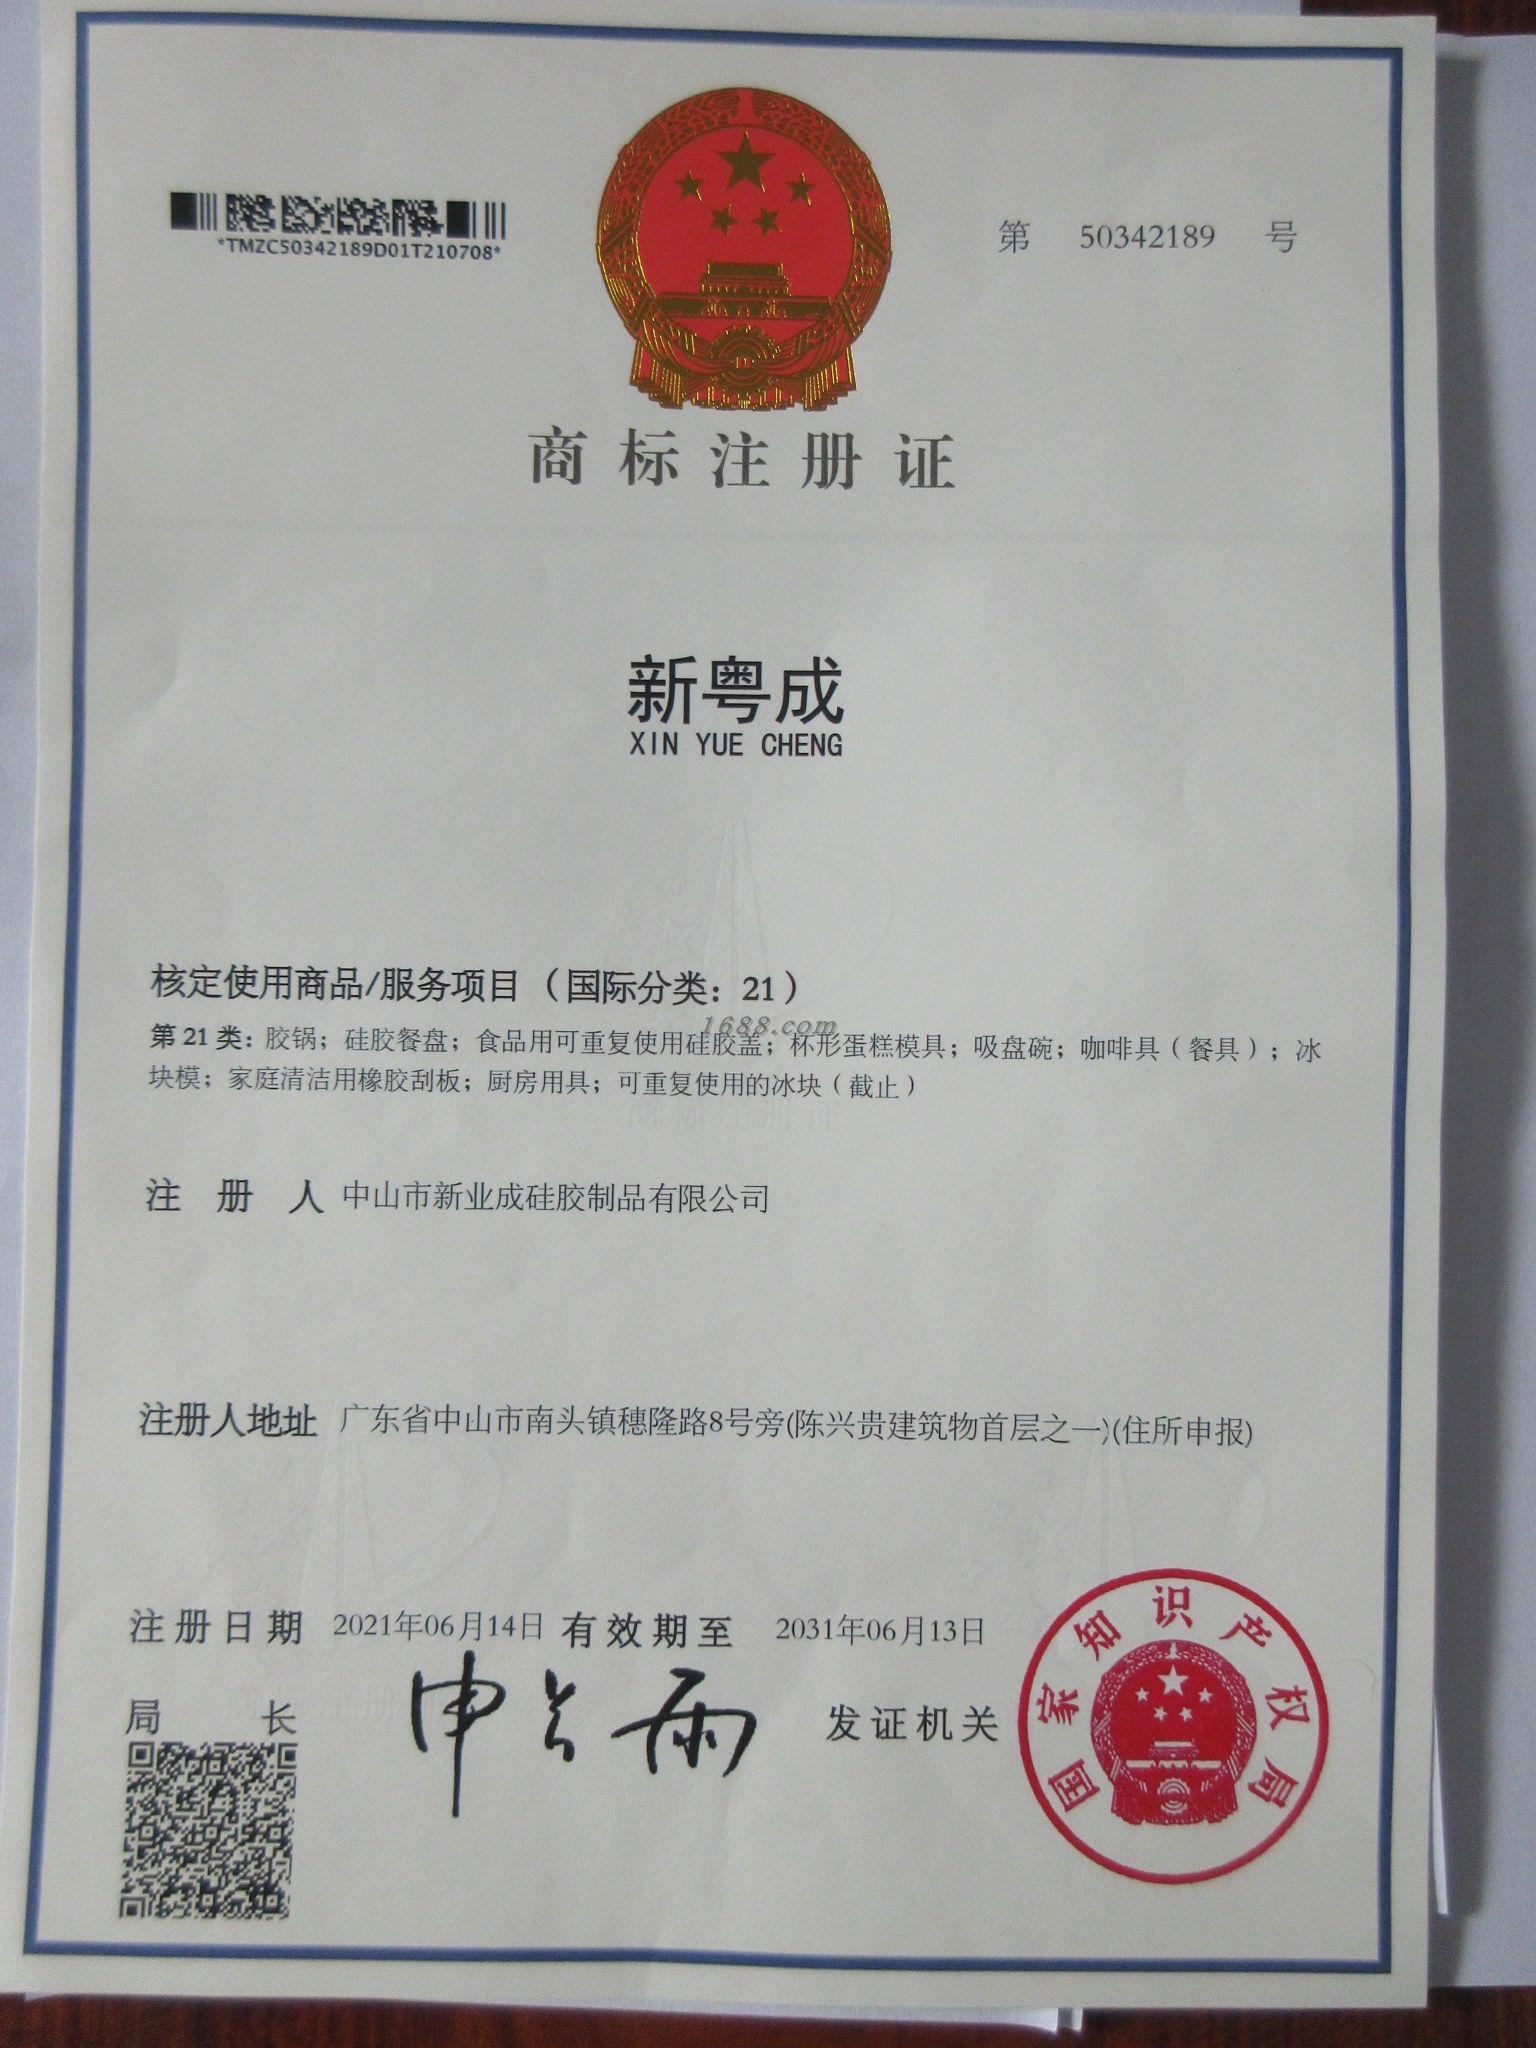 *TMZC50342189D01T210708*
第 50342189 号
商标注册证
新粤成
XIN YUE CHENG
核定使用商品/服务项目（国际分类：21）
1688.com
第 21 类：胶锅；硅胶餐盘；食品用可重复使用硅胶盖；杯形蛋糕模具；吸盘碗；咖啡具（餐具）；冰
块模；家庭清洁用橡胶刮板；厨房用具；可重复使用的冰块（截止）
商标注册证
注册人 中山市新业成硅胶制品有限公司
注册人地址 广东省中山市南头镇穗隆路8号旁(陈兴贵建筑物首层之一)(住所申报)
注册日期 2021年06月14日 有效期至 2031年06月13日
局长 申长雨 发证机关
国家知识产权局